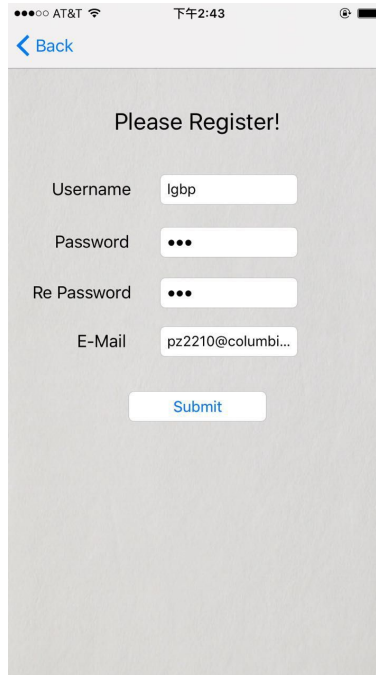 ●●●○○ AT&T 下午2:43
Back
Please Register!
Username lgbp
Password ●●●
Re Password ●●●
E-Mail pz2210@columbi...
Submit